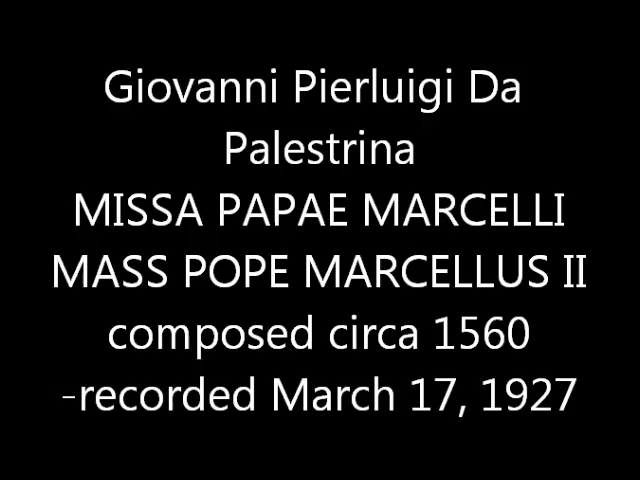 Giovanni Pierluigi Da
Palestrina
MISSA PAPAE MARCELLI
MASS POPE MARCELLUS II
composed circa 1560
-recorded March 17, 1927